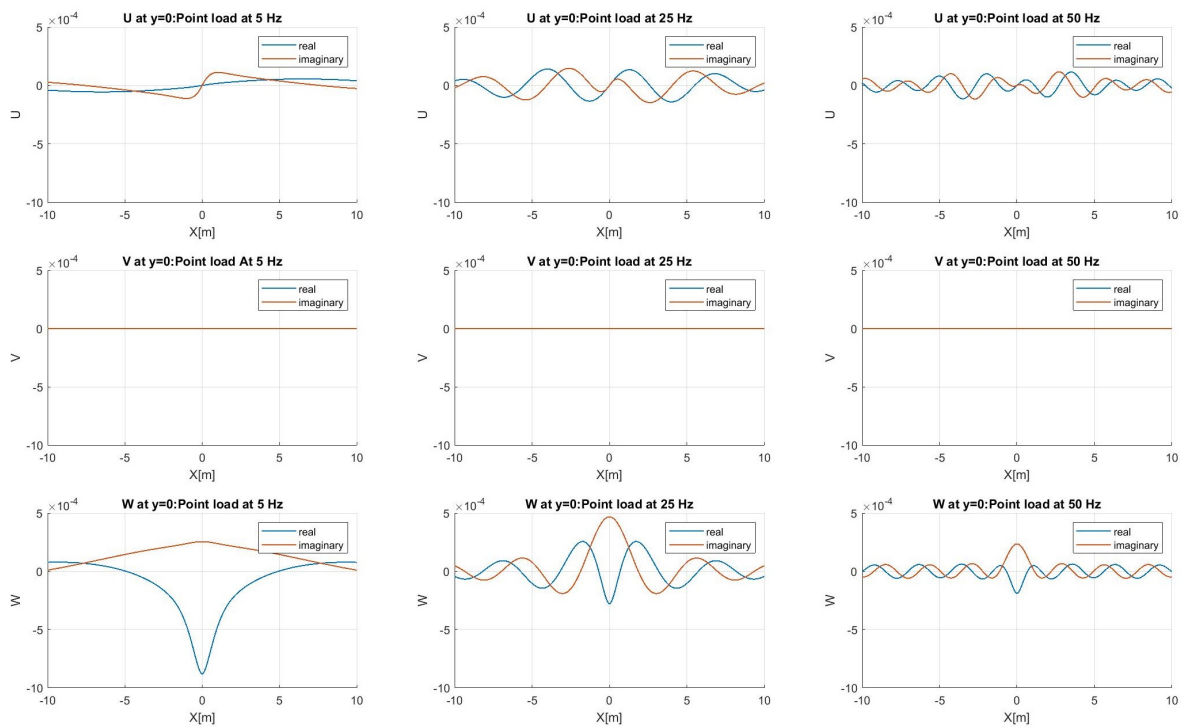 U at y=0:Point load at 5 Hz
×10-4
5
0
-5
-10
U
real
imaginary
-10 -5 0 5 10
X[m]
U at y=0:Point load at 25 Hz
×10-4
5
0
-5
-10
U
real
imaginary
-10 -5 0 5 10
X[m]
U at y=0:Point load at 50 Hz
×10-4
5
0
-5
-10
U
real
imaginary
-10 -5 0 5 10
X[m]
V at y=0:Point load At 5 Hz
×10-4
5
0
-5
-10
V
real
imaginary
-10 -5 0 5 10
X[m]
V at y=0:Point load at 25 Hz
×10-4
5
0
-5
-10
V
real
imaginary
-10 -5 0 5 10
X[m]
V at y=0:Point load at 50 Hz
×10-4
5
0
-5
-10
V
real
imaginary
-10 -5 0 5 10
X[m]
W at y=0:Point load at 5 Hz
×10-4
5
0
-5
-10
W
real
imaginary
-10 -5 0 5 10
X[m]
W at y=0:Point load at 25 Hz
×10-4
5
0
-5
-10
W
real
imaginary
-10 -5 0 5 10
X[m]
W at y=0:Point load at 50 Hz
×10-4
5
0
-5
-10
W
real
imaginary
-10 -5 0 5 10
X[m]